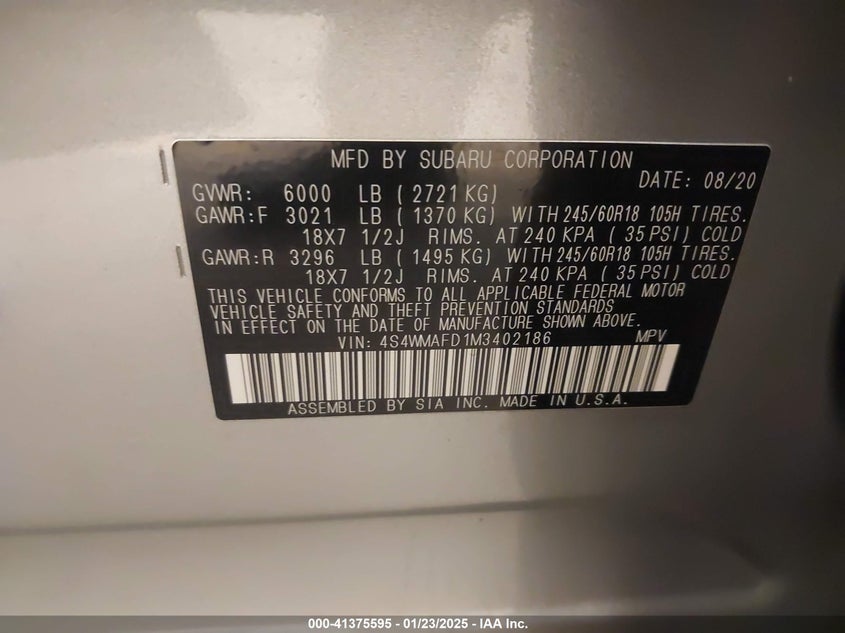 MFD BY SUBARU CORPORATION
DATE: 08/20
GVWR: 6000 LB ( 2721 KG)
GAWR:F 3021 LB ( 1370 KG) WITH 245/60R18 105H TIRES.
18X7 1/2J RIMS. AT 240 KPA ( 35 PSI) COLD
GAWR:R 3296 LB ( 1495 KG) WITH 245/60R18 105H TIRES.
18X7 1/2J RIMS. AT 240 KPA ( 35 PSI) COLD
THIS VEHICLE CONFORMS TO ALL APPLICABLE FEDERAL MOTOR
VEHICLE SAFETY AND THEFT PREVENTION STANDARDS
IN EFFECT ON THE DATE OF MANUFACTURE SHOWN ABOVE.
VIN: 4S4WMAFD1M3402186 MPV
ASSEMBLED BY SIA INC. MADE IN U.S.A.
000-41375595 - 01/23/2025 - IAA Inc.